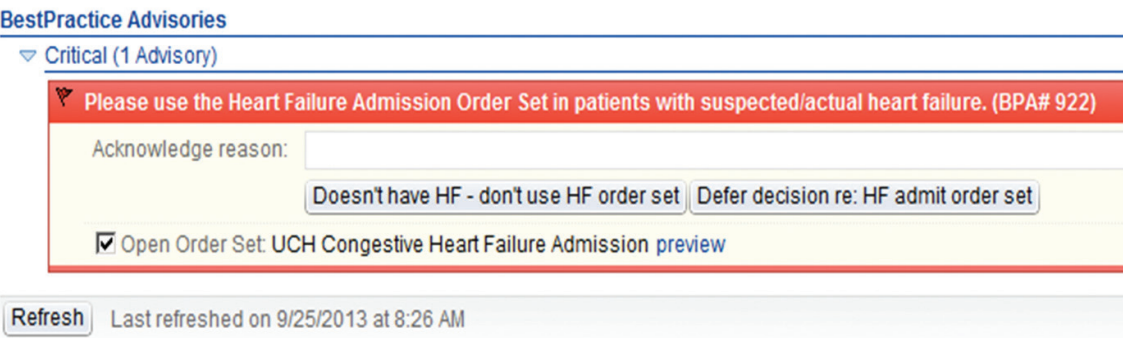 BestPractice Advisories
Critical (1 Advisory)
Please use the Heart Failure Admission Order Set in patients with suspected/actual heart failure. (BPA# 922)
Acknowledge reason:
Doesn't have HF - don't use HF order set Defer decision re: HF admit order set
Open Order Set: UCH Congestive Heart Failure Admission preview
Refresh Last refreshed on 9/25/2013 at 8:26 AM